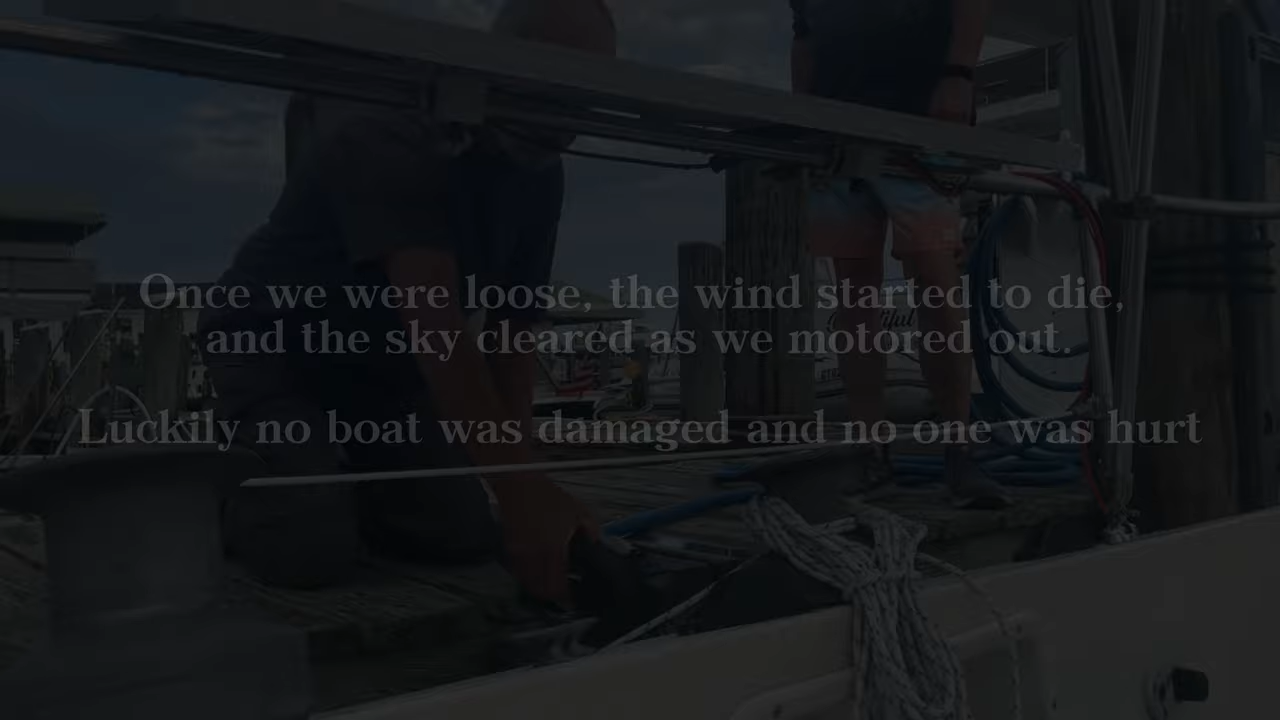 Once we were loose, the wind started to die,
and the sky cleared as we motored out.
Luckily no boat was damaged and no one was hurt